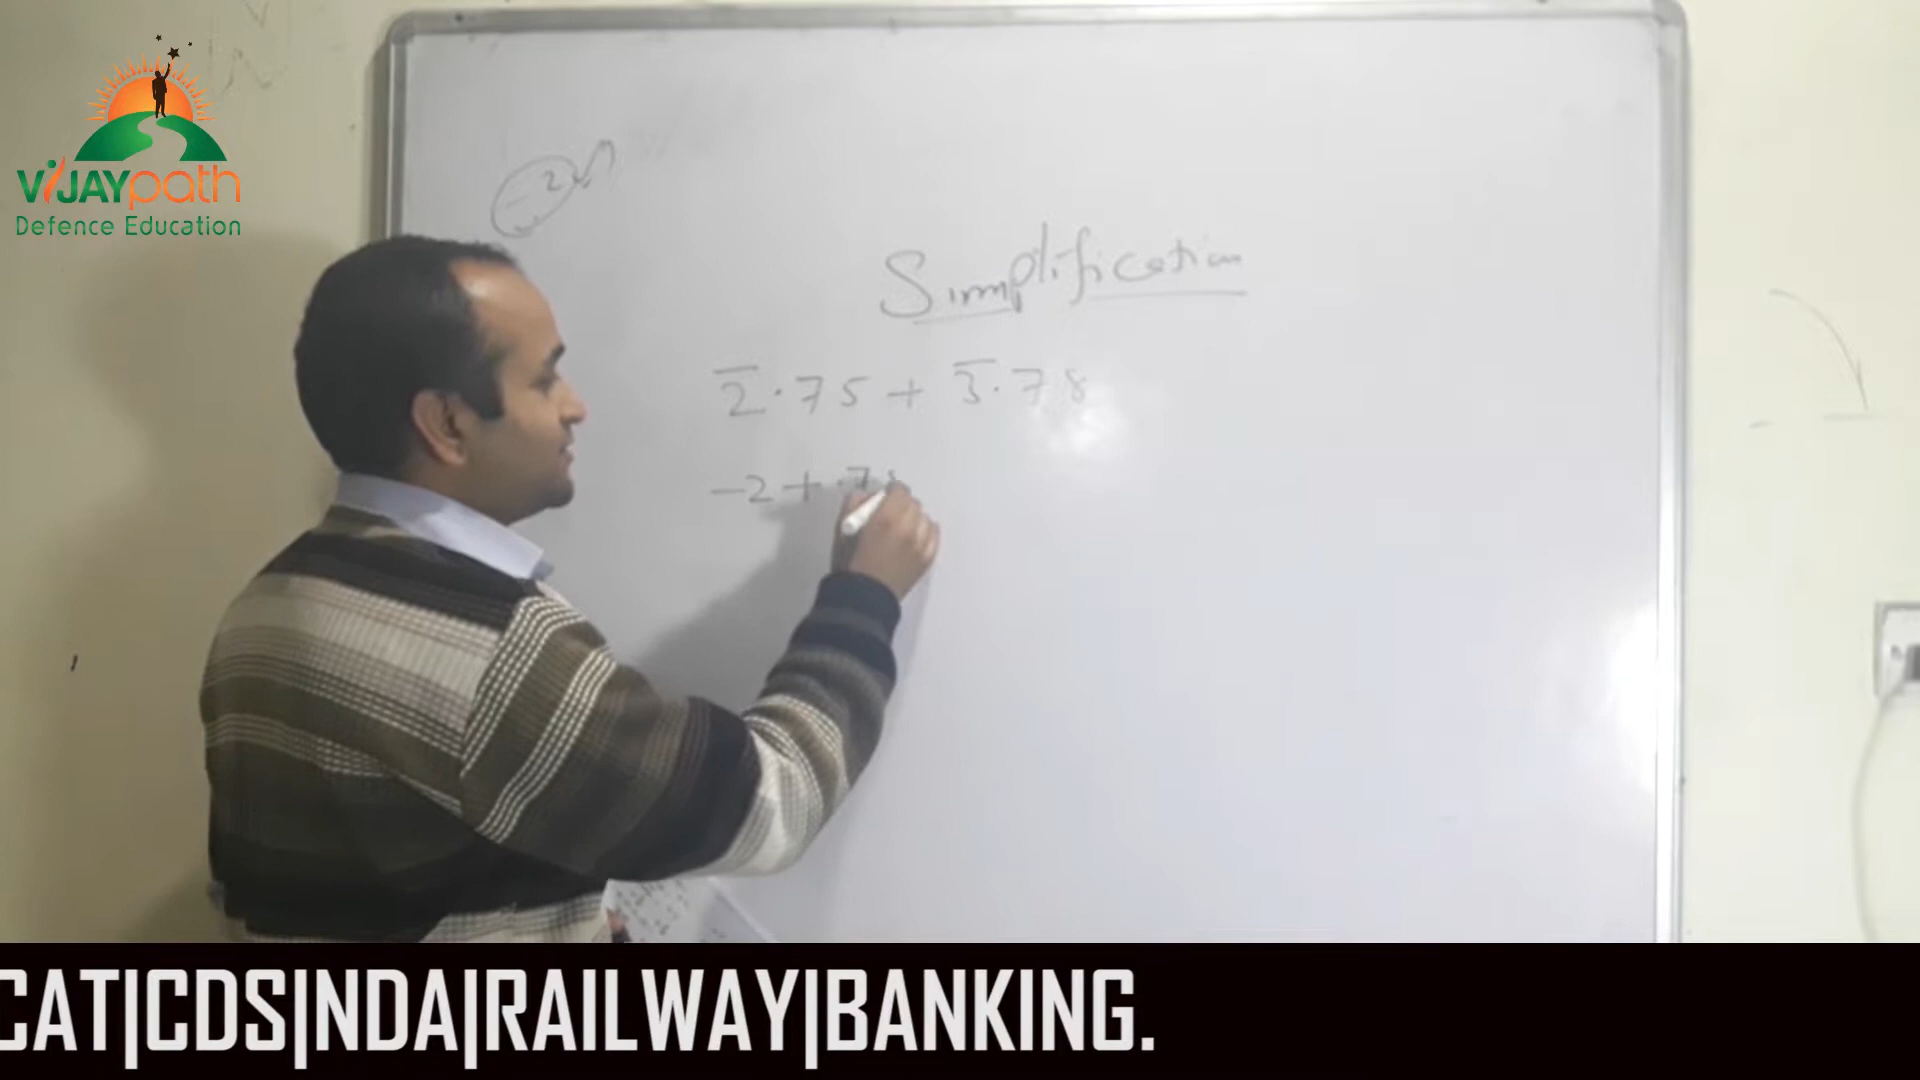 ViJAYpath
Defence Education
Simplification
2̅.75 + 3̅.78
-2 + .7
CAT|CDS|NDA|RAILWAY|BANKING.